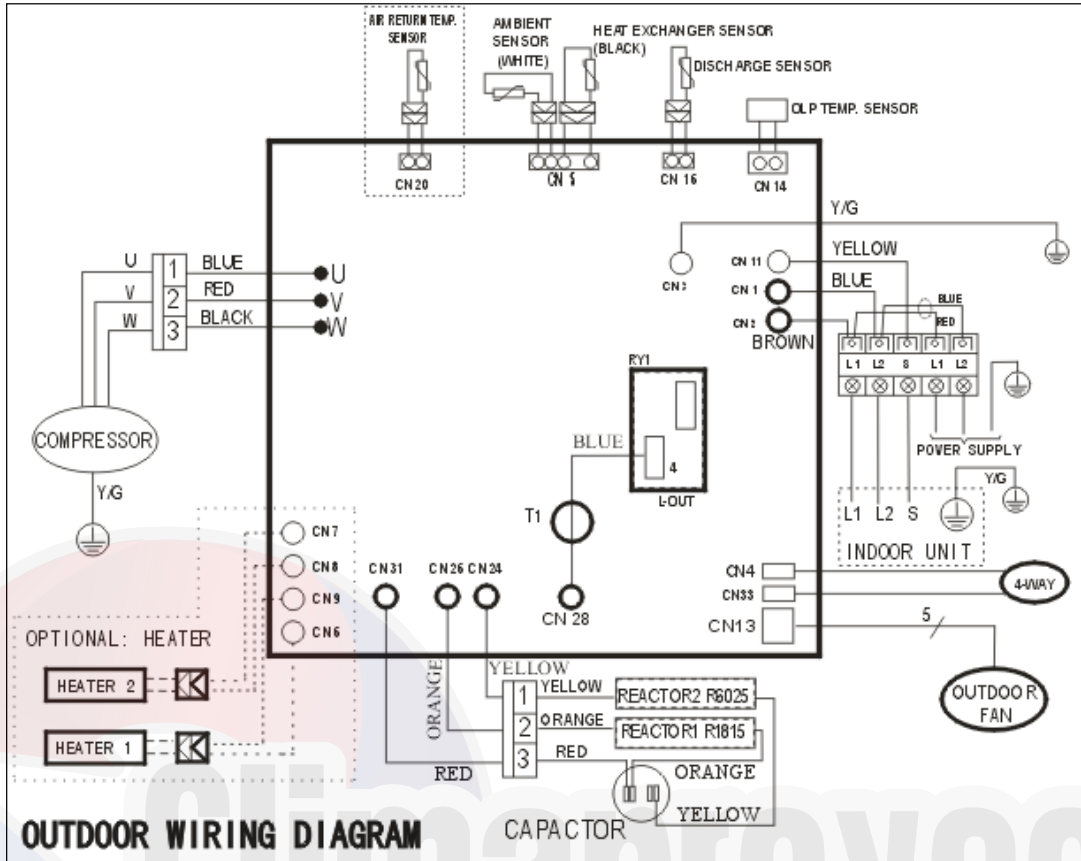 AIR RETURN TEMP.
SENSOR
AMBIENT
SENSOR
(WHITE)
HEAT EXCHANGER SENSOR
(BLACK)
DISCHARGE SENSOR
OLP TEMP. SENSOR
CN20
CN 16
CN 14
Y/G
CN 11
YELLOW
CN 1
BLUE
CN2
BROWN
BLUE
RED
L1 L2 S L1 L2
POWER SUPPLY
Y/G
L1 L2 S
INDOOR UNIT
U 1 BLUE U
V 2 RED V
W 3 BLACK W
COMPRESSOR
Y/G
RY1
BLUE
4
L-OUT
T1
CN 28
CN7
CN8
CN9
CN6
CN31
CN26
CN24
CN4
CN33
CN13
4-WAY
5
OUTDOOR
FAN
OPTIONAL: HEATER
HEATER 2
HEATER 1
ORANGE
YELLOW
RED
1 YELLOW REACTOR2 R6025
2 ORANGE REACTOR1 R1815
3 RED
ORANGE
YELLOW
CAPACTOR
OUTDOOR WIRING DIAGRAM